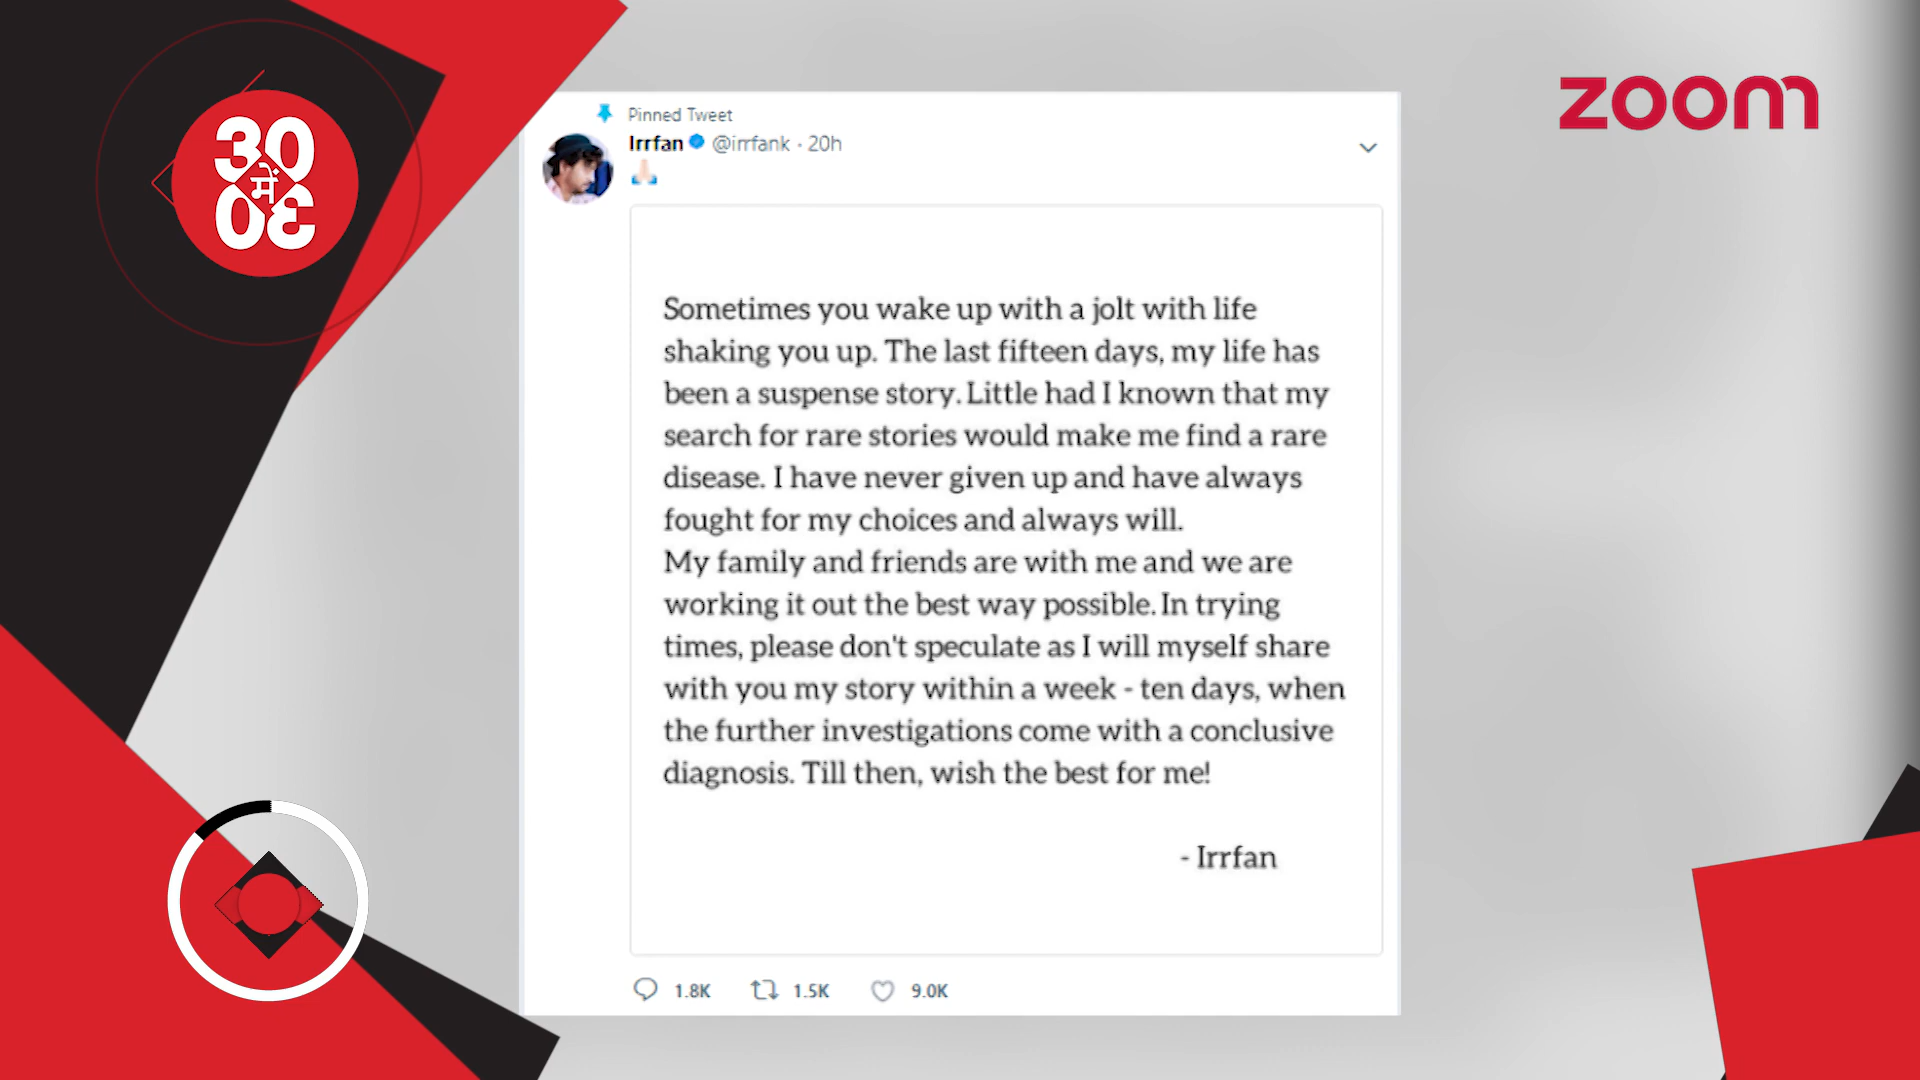 30
में
30
zoom
Pinned Tweet
Irrfan @irrfank · 20h
Sometimes you wake up with a jolt with life
shaking you up. The last fifteen days, my life has
been a suspense story. Little had I known that my
search for rare stories would make me find a rare
disease. I have never given up and have always
fought for my choices and always will.
My family and friends are with me and we are
working it out the best way possible. In trying
times, please don't speculate as I will myself share
with you my story within a week - ten days, when
the further investigations come with a conclusive
diagnosis. Till then, wish the best for me!
- Irrfan
1.8K 1.5K 9.0K